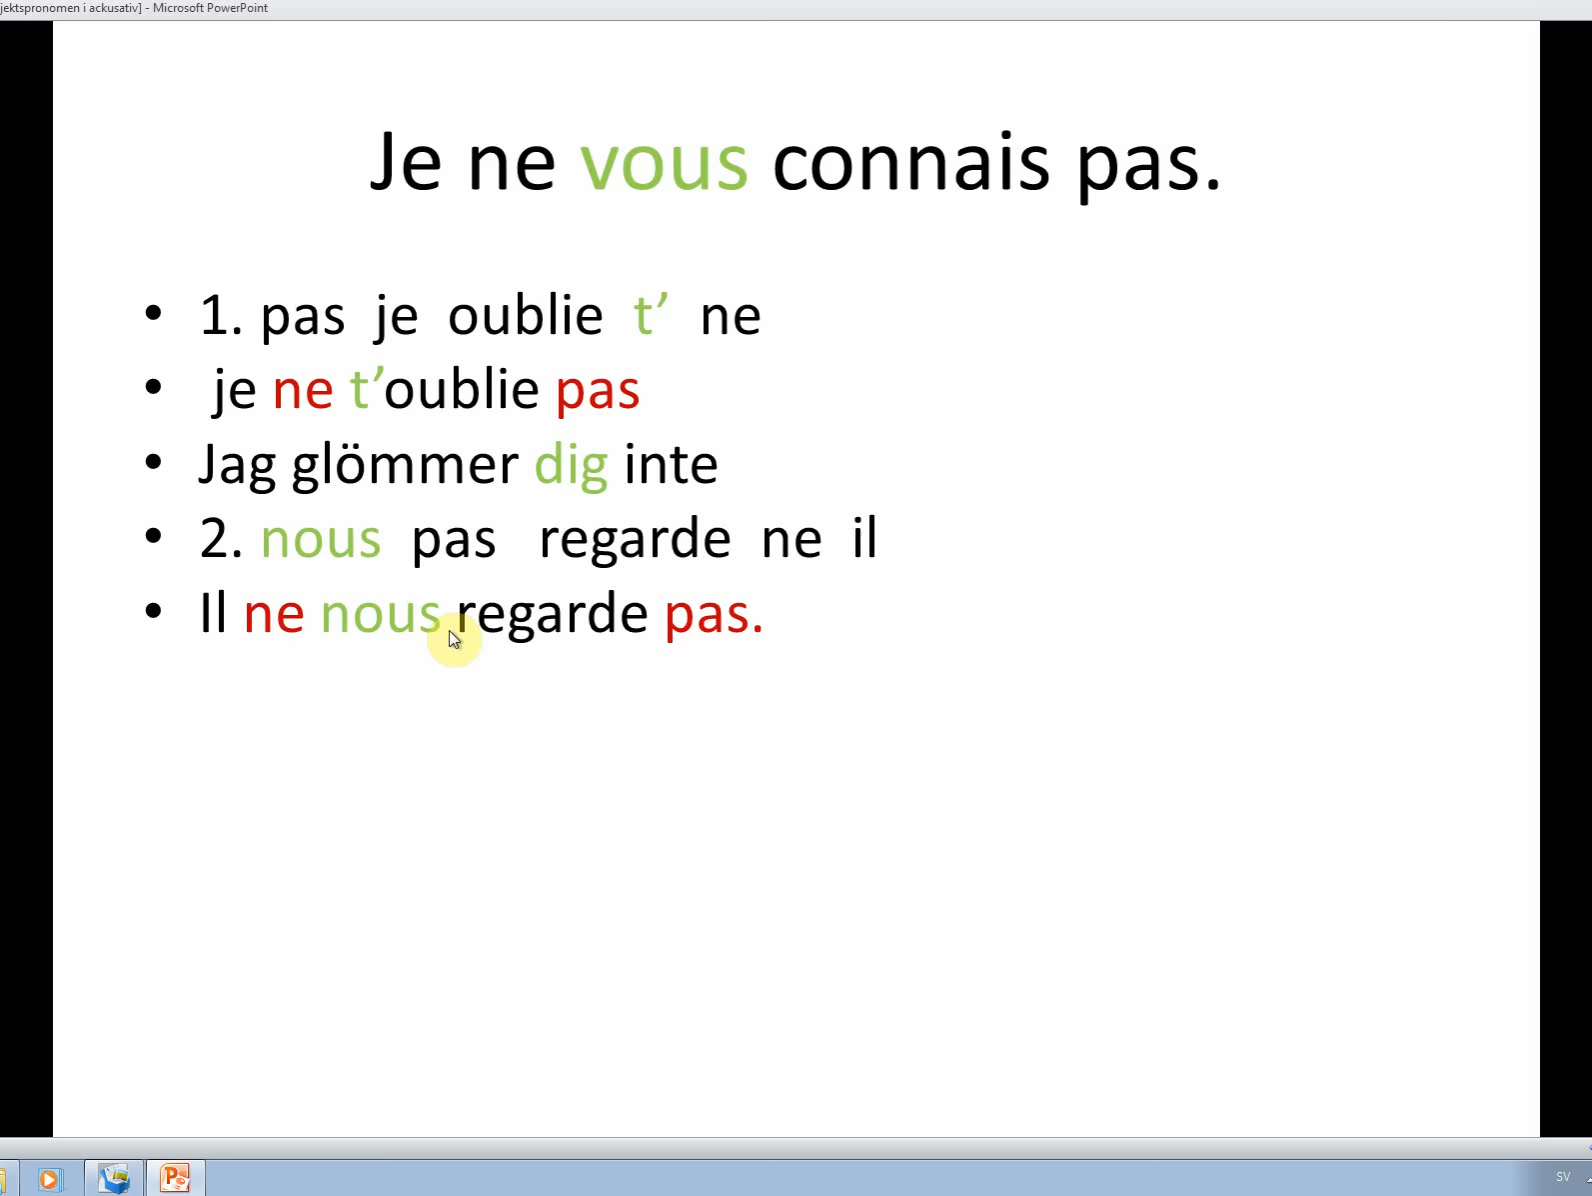 jektspronomen i ackusativ] - Microsoft PowerPoint
Je ne vous connais pas.
• 1. pas je oublie t’ ne
• je ne t’oublie pas
• Jag glömmer dig inte
• 2. nous pas regarde ne il
• Il ne nous regarde pas.
SV